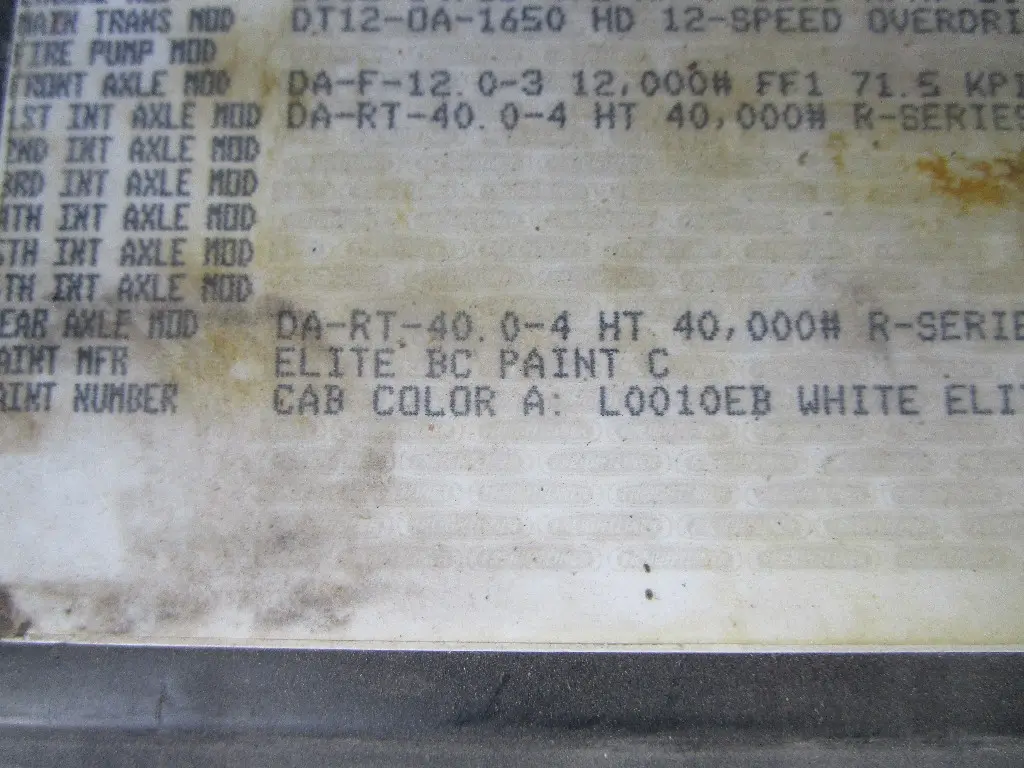 MAIN TRANS MOD DT12-OA-1650 HD 12-SPEED OVERDRI
FIRE PUMP MOD
FRONT AXLE MOD DA-F-12.0-3 12,000# FF1 71.5 KPI
1ST INT AXLE MOD DA-RT-40.0-4 HT 40,000# R-SERIES
2ND INT AXLE MOD
3RD INT AXLE MOD
4TH INT AXLE MOD
5TH INT AXLE MOD
TH INT AXLE MOD
EAR AXLE MOD DA-RT-40.0-4 HT 40,000# R-SERIE
AINT MFR ELITE BC PAINT C
AINT NUMBER CAB COLOR A: L0010EB WHITE ELI